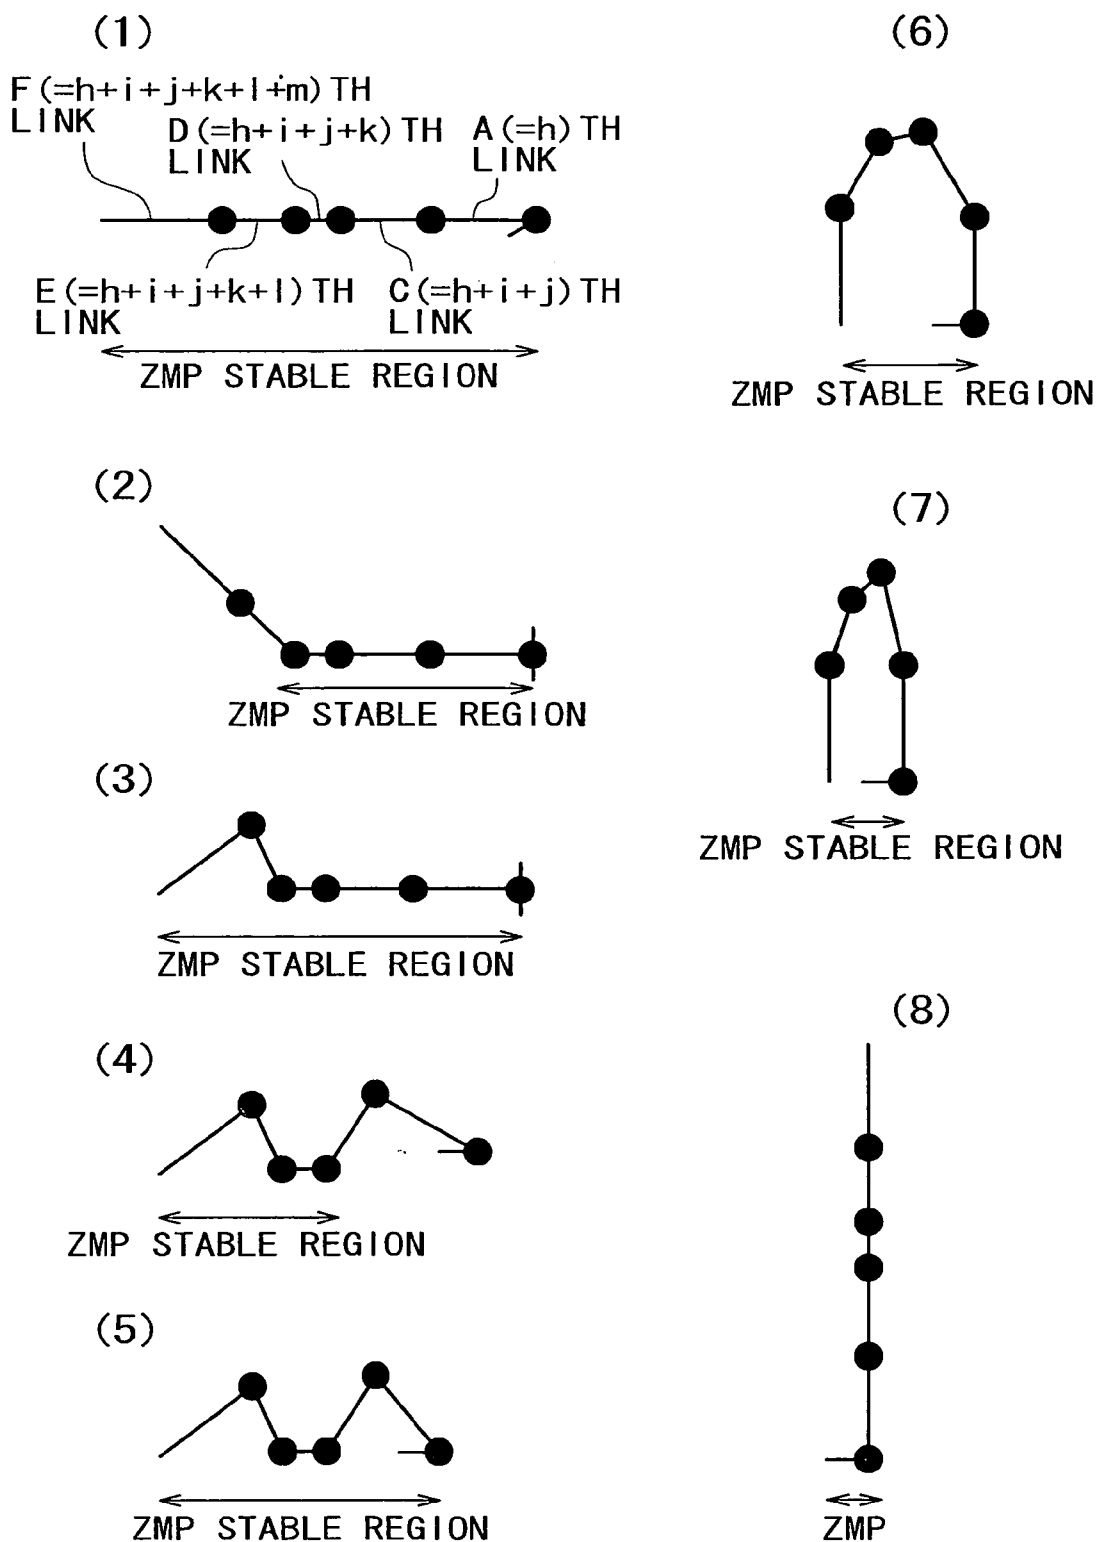 (1)
F(=h+i+j+k+l+m)TH
LINK
D(=h+i+j+k)TH
LINK
A(=h)TH
LINK
E(=h+i+j+k+l)TH
LINK
C(=h+i+j)TH
LINK
ZMP STABLE REGION
(2)
ZMP STABLE REGION
(3)
ZMP STABLE REGION
(4)
ZMP STABLE REGION
(5)
ZMP STABLE REGION
(6)
ZMP STABLE REGION
(7)
ZMP STABLE REGION
(8)
ZMP